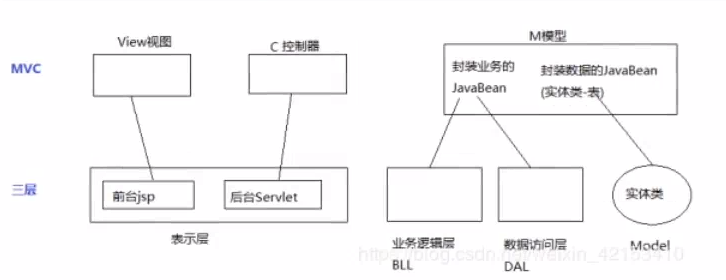 View视图
C 控制器
M模型
MVC
封装业务的
JavaBean
封装数据的JavaBean
(实体类-表)
三层
前台jsp
后台Servlet
实体类
表示层
业务逻辑层
BLL
数据访问层
DAL
Model
https://blog.csdn.net/weixin_42153410